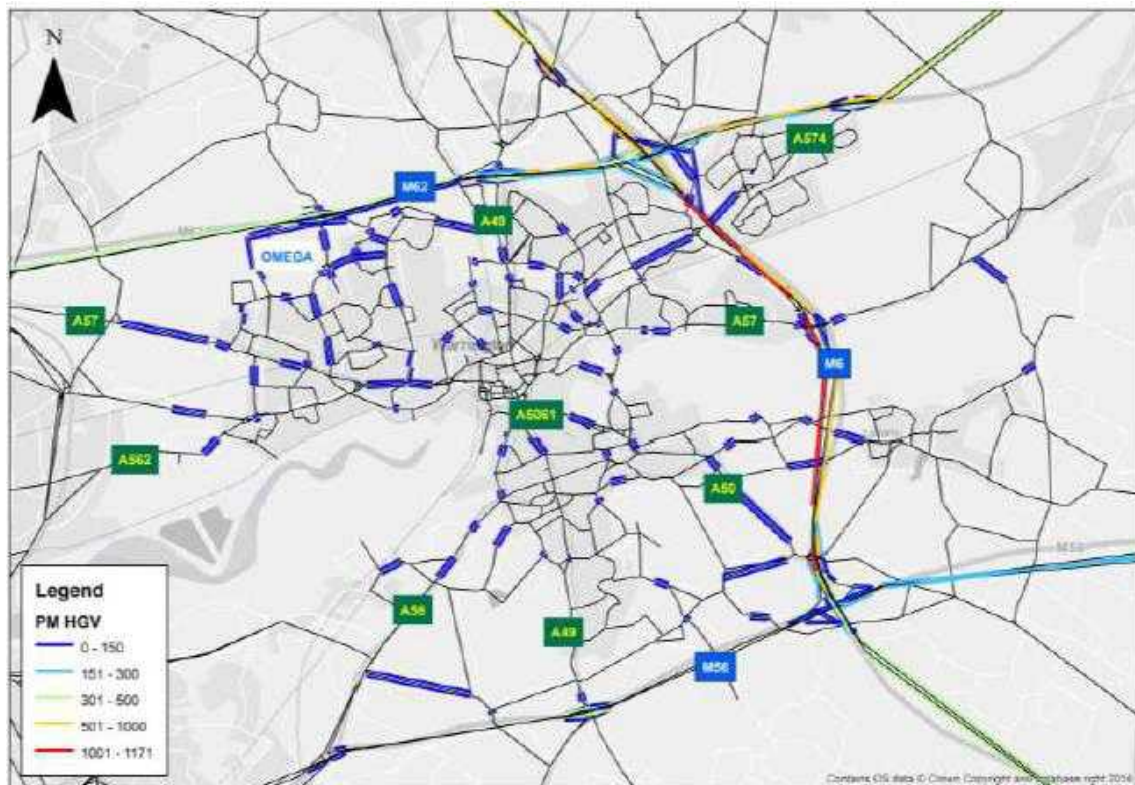 N
A574
M62
A49
OMEGA
A57
A57
M6
A5061
A562
A50
A56
A49
M56
Legend
PM HGV
0 - 150
151 - 300
301 - 500
501 - 1000
1001 - 1171
Contains OS data © Crown Copyright and database right 2016